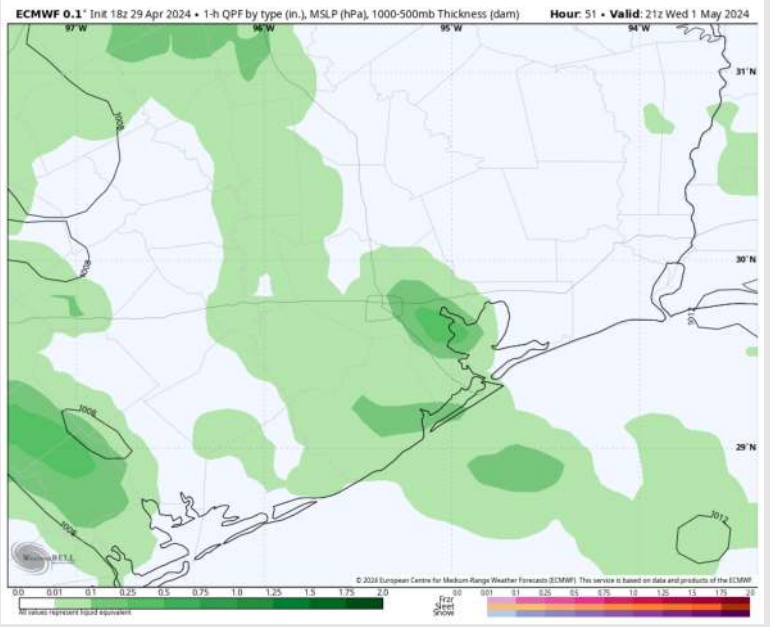 ECMWF 0.1° Init 18z 29 Apr 2024 • 1-h QPF by type (in.), MSLP (hPa), 1000-500mb Thickness (dam) Hour: 51 • Valid: 21z Wed 1 May 2024
97°W 96°W 95°W 94°W
31°N
1008
30°N
1008
1012
1008
29°N
1008
1012
WeatherBELL
© 2024 European Centre for Medium-Range Weather Forecasts (ECMWF). This service is based on data and products of the ECMWF.
0.0 0.01 0.1 0.25 0.5 0.75 1.0 1.25 1.5 1.75 2.0 0.0 0.01 0.1 0.25 0.5 0.75 1.0 1.25 1.5 1.75 2.0
Frzr
Sleet
Snow
All values represent liquid equivalent